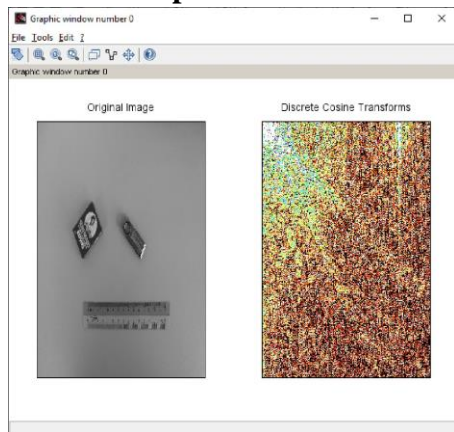 Graphic window number 0
File Tools Edit ?
Graphic window number 0
Original Image
Discrete Cosine Transforms